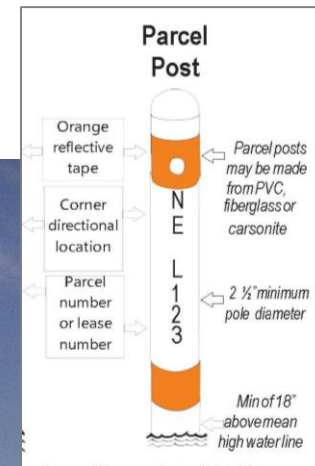 Parcel
Post
Orange
reflective
tape
Corner
directional
location
Parcel
number
or lease
number
N
E
L
1
2
3
Parcel posts
may be made
from PVC,
fiberglass or
carsonite
2 ½" minimum
pole diameter
Min of 18"
above mean
high water line